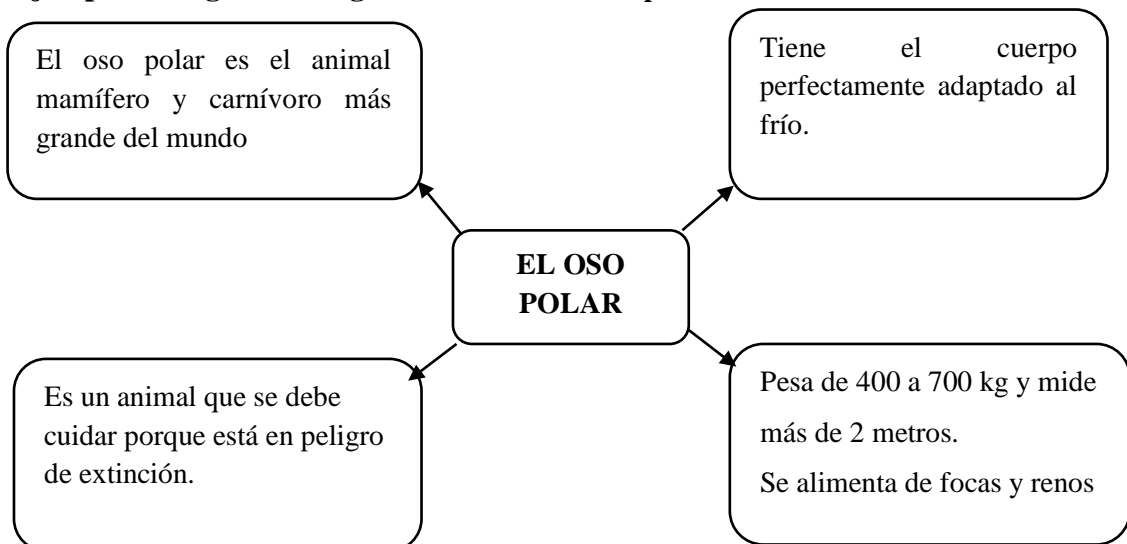 El oso polar es el animal
mamífero y carnívoro más
grande del mundo
Tiene el cuerpo
perfectamente adaptado al
frío.
EL OSO
POLAR
Es un animal que se debe
cuidar porque está en peligro
de extinción.
Pesa de 400 a 700 kg y mide
más de 2 metros.
Se alimenta de focas y renos